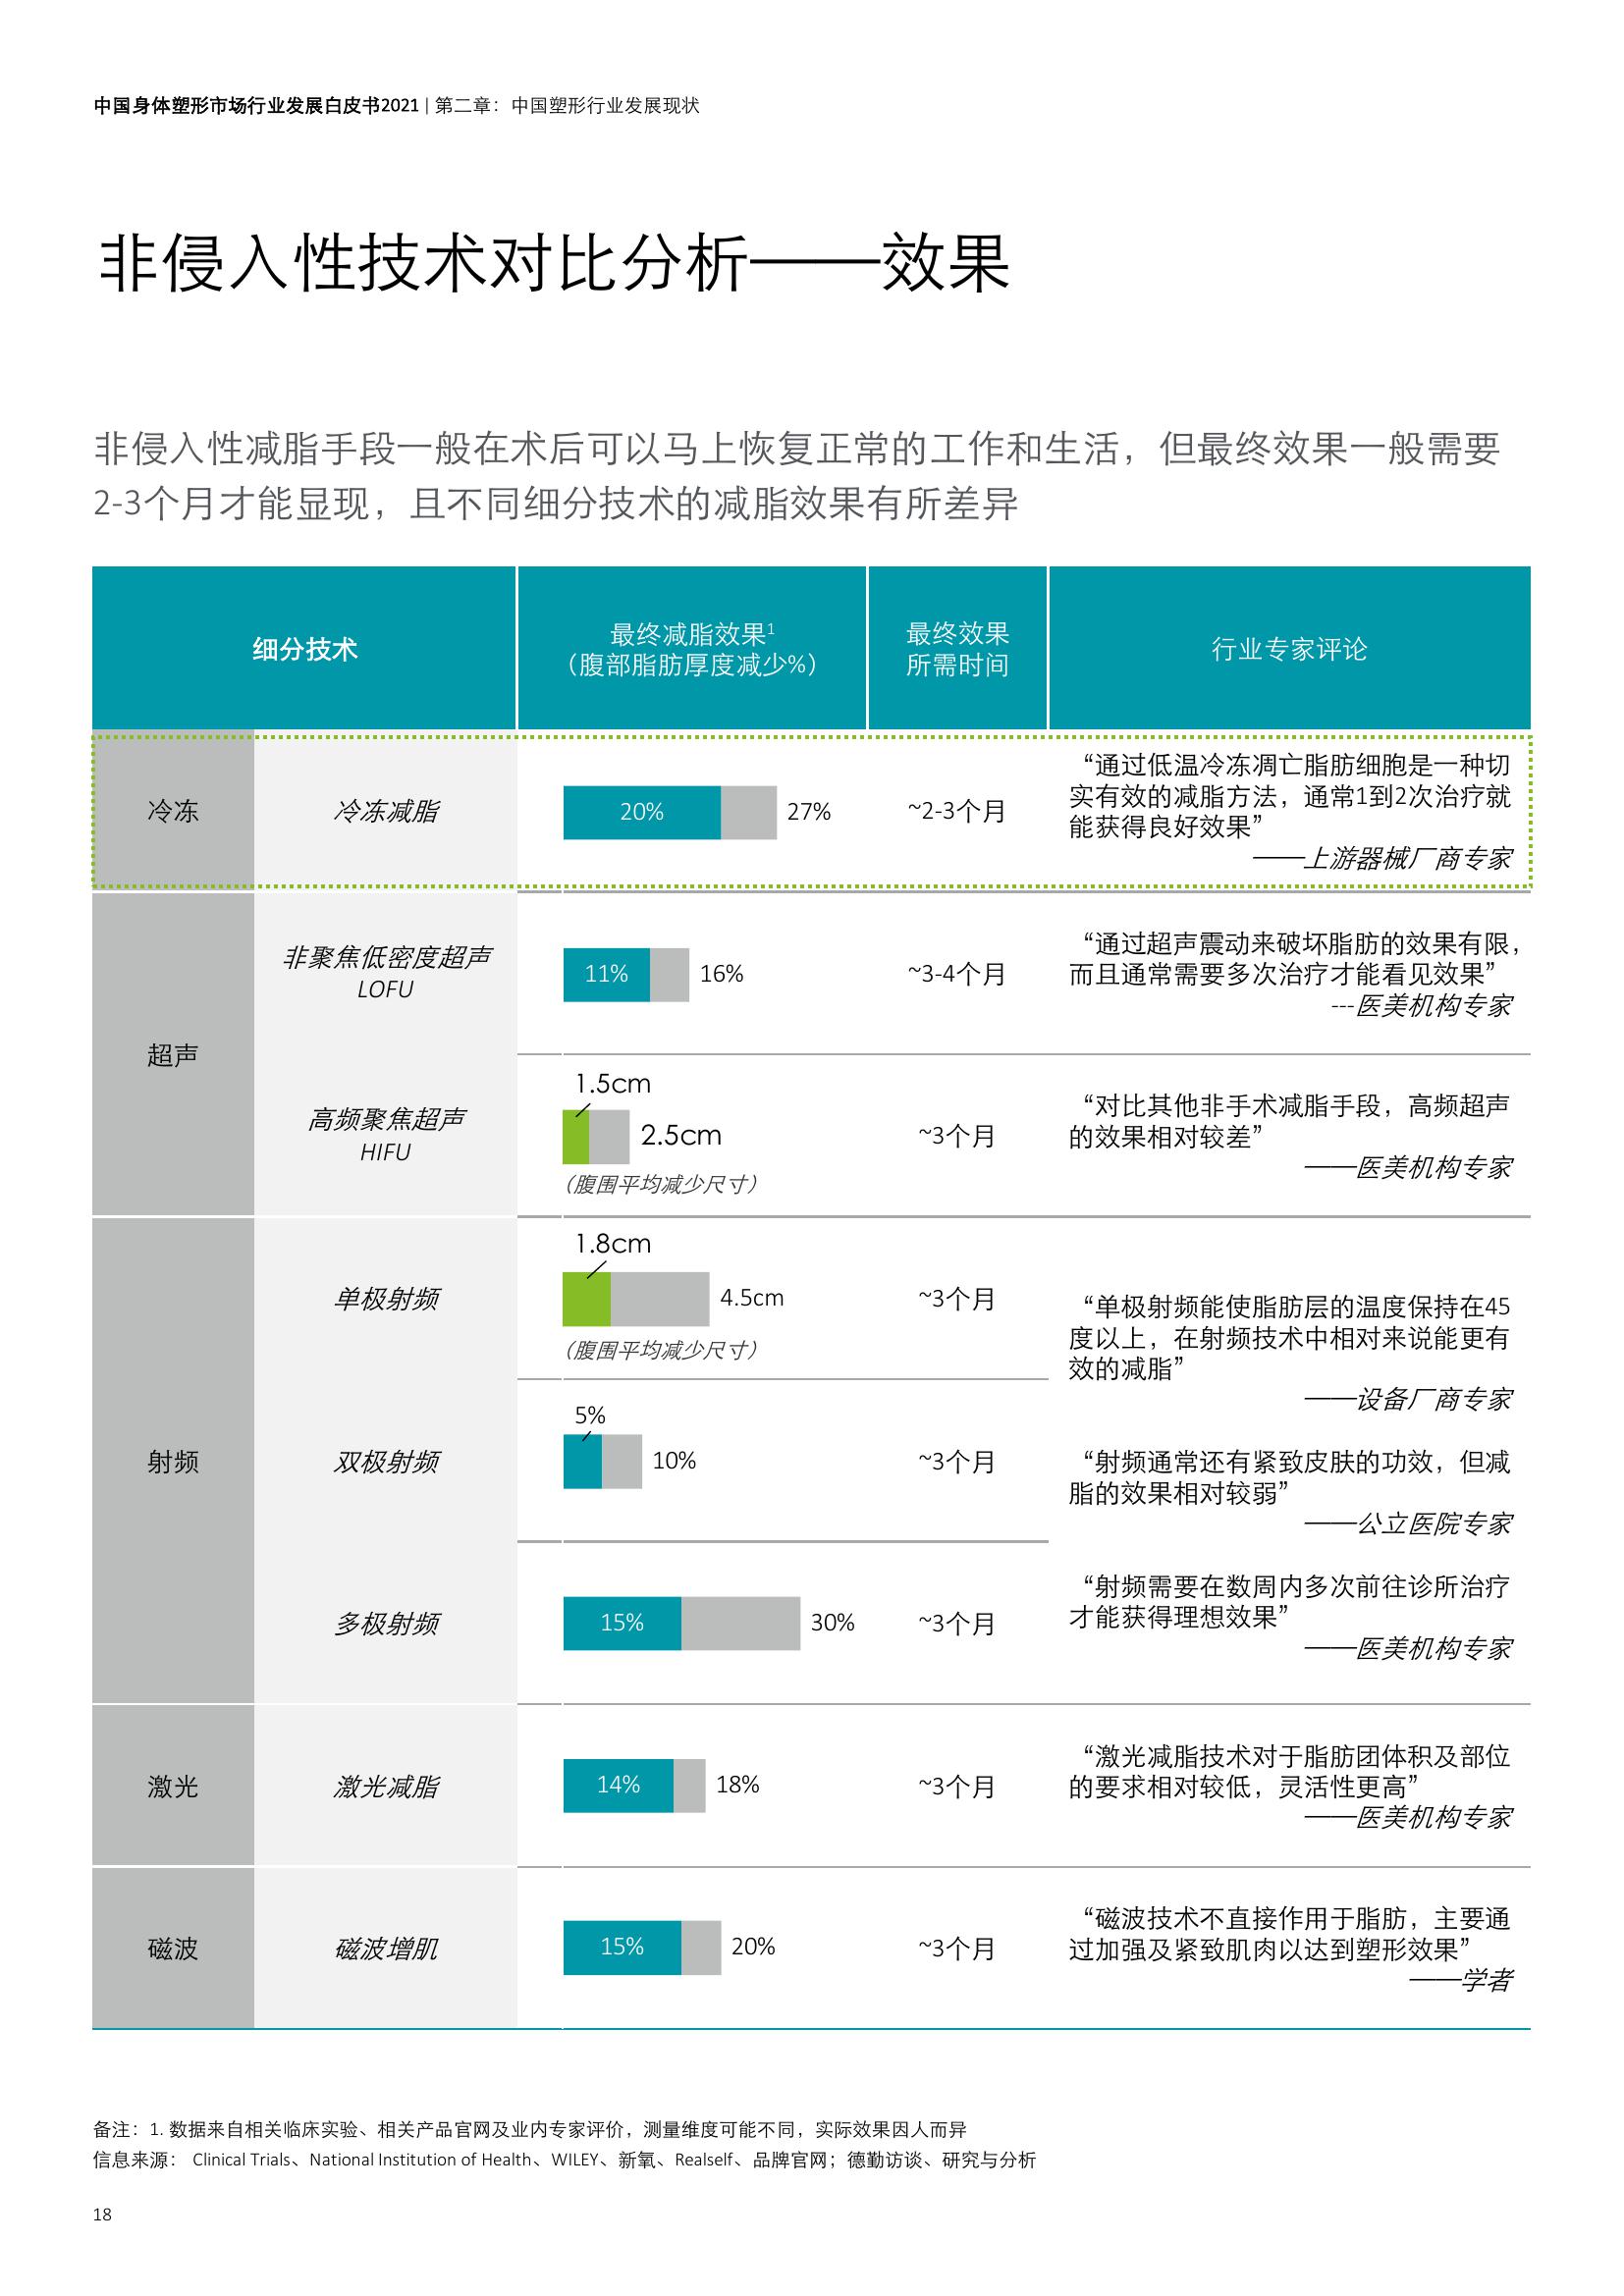 中国身体塑形市场行业发展白皮书2021 | 第二章：中国塑形行业发展现状
非侵入性技术对比分析——效果
非侵入性减脂手段一般在术后可以马上恢复正常的工作和生活，但最终效果一般需要
2-3个月才能显现，且不同细分技术的减脂效果有所差异
细分技术
最终减脂效果1
（腹部脂肪厚度减少%）
最终效果
所需时间
行业专家评论
冷冻
冷冻减脂
20%
27%
~2-3个月
“通过低温冷冻凋亡脂肪细胞是一种切
实有效的减脂方法，通常1到2次治疗就
能获得良好效果”
——上游器械厂商专家
超声
非聚焦低密度超声
LOFU
11%
16%
~3-4个月
“通过超声震动来破坏脂肪的效果有限，
而且通常需要多次治疗才能看见效果”
---医美机构专家
高频聚焦超声
HIFU
1.5cm
2.5cm
（腹围平均减少尺寸）
~3个月
“对比其他非手术减脂手段，高频超声
的效果相对较差”
——医美机构专家
射频
单极射频
1.8cm
4.5cm
（腹围平均减少尺寸）
~3个月
“单极射频能使脂肪层的温度保持在45
度以上，在射频技术中相对来说能更有
效的减脂”
——设备厂商专家
双极射频
5%
10%
~3个月
“射频通常还有紧致皮肤的功效，但减
脂的效果相对较弱”
——公立医院专家
多极射频
15%
30%
~3个月
“射频需要在数周内多次前往诊所治疗
才能获得理想效果”
——医美机构专家
激光
激光减脂
14%
18%
~3个月
“激光减脂技术对于脂肪团体积及部位
的要求相对较低，灵活性更高”
——医美机构专家
磁波
磁波增肌
15%
20%
~3个月
“磁波技术不直接作用于脂肪，主要通
过加强及紧致肌肉以达到塑形效果”
——学者
备注：1. 数据来自相关临床实验、相关产品官网及业内专家评价，测量维度可能不同，实际效果因人而异
信息来源： Clinical Trials、National Institution of Health、WILEY、新氧、Realself、品牌官网；德勤访谈、研究与分析
18